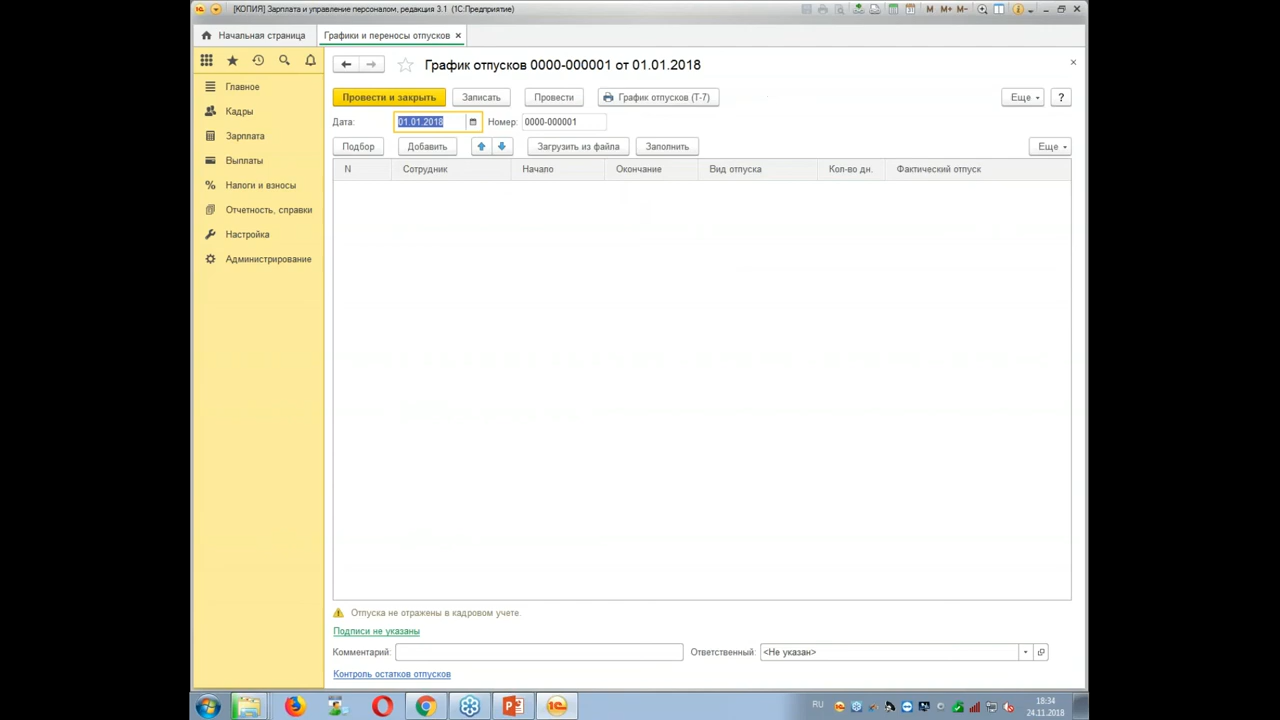 [КОПИЯ] Зарплата и управление персоналом, редакция 3.1 (1С:Предприятие)
M M+ M-
Начальная страница
Графики и переносы отпусков ×
График отпусков 0000-000001 от 01.01.2018
Провести и закрыть Записать Провести График отпусков (Т-7) Еще ?
Дата: 01.01.2018 Номер: 0000-000001
Подбор Добавить Загрузить из файла Заполнить Еще
N Сотрудник Начало Окончание Вид отпуска Кол-во дн. Фактический отпуск
Главное
Кадры
Зарплата
Выплаты
Налоги и взносы
Отчетность, справки
Настройка
Администрирование
Отпуска не отражены в кадровом учете.
Подписи не указаны
Комментарий: Ответственный: <Не указан>
Контроль остатков отпусков
RU 18:34
24.11.2018